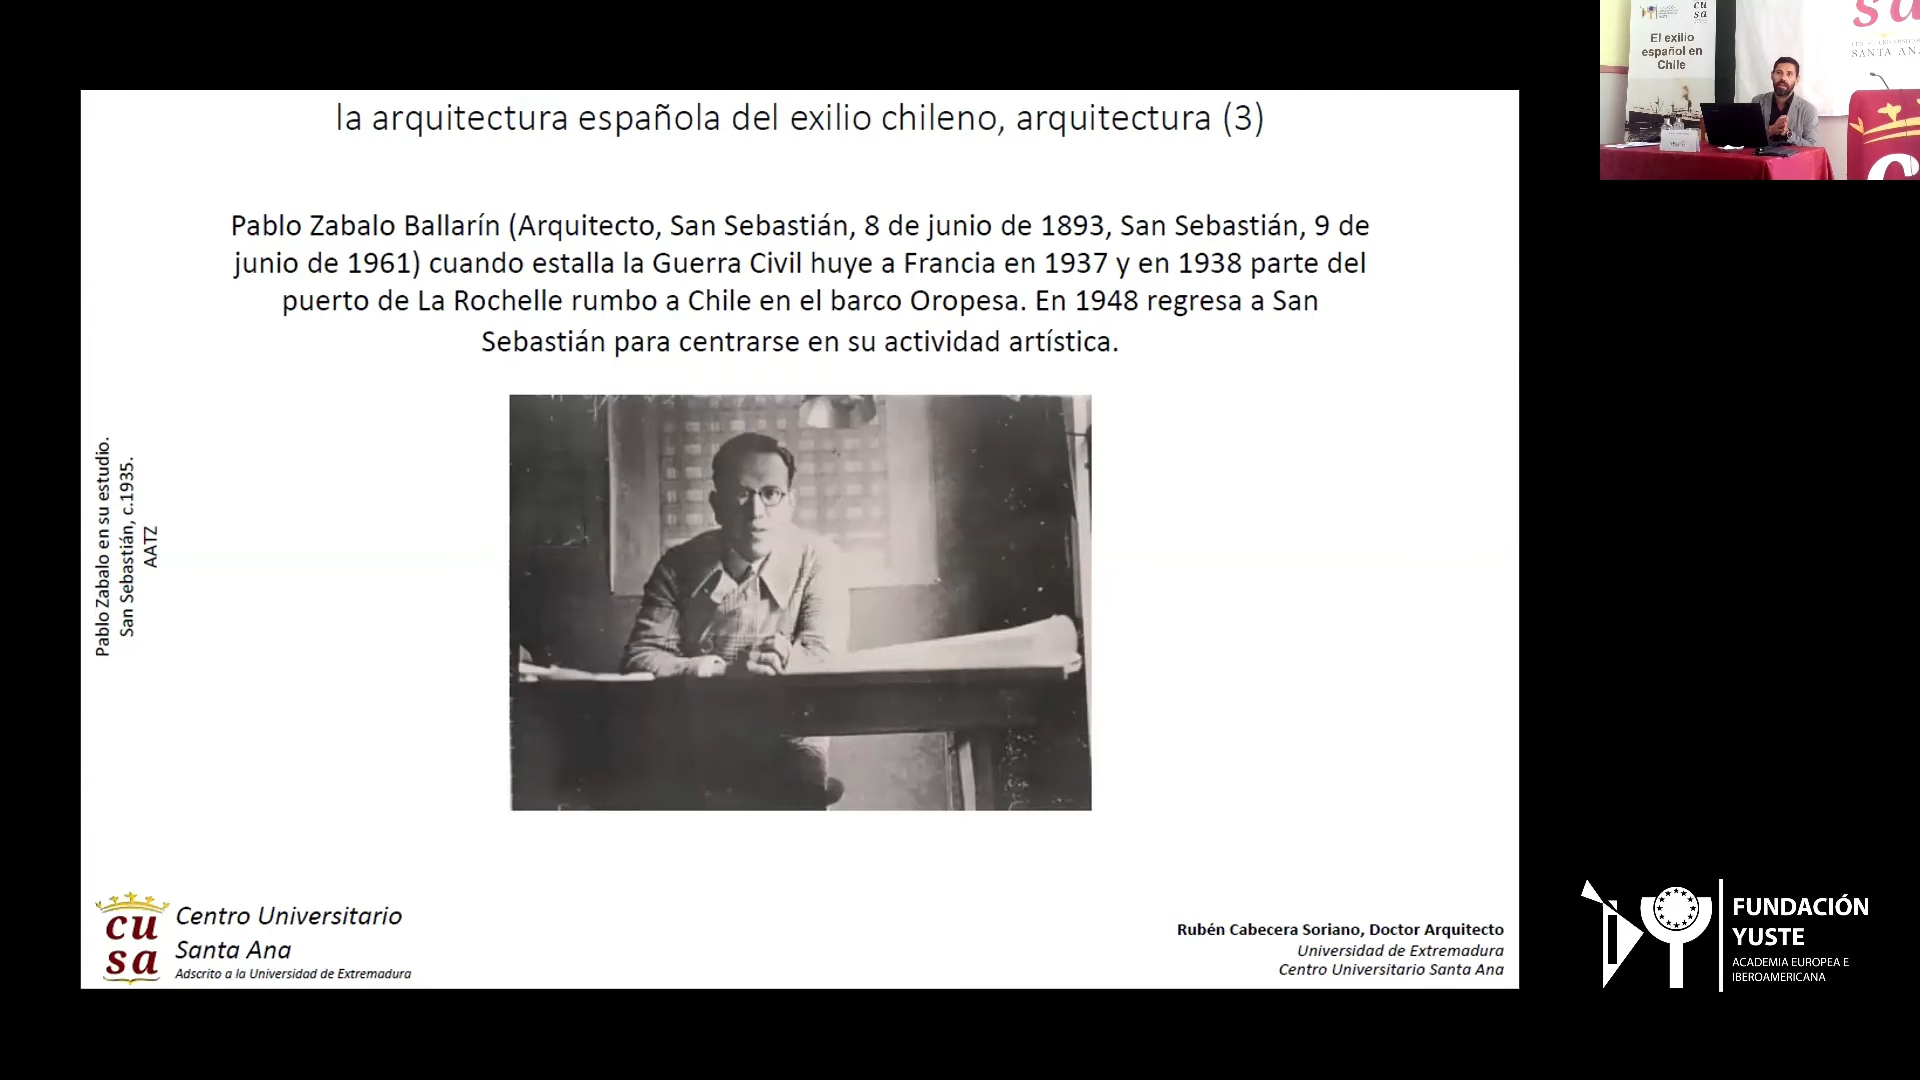 la arquitectura española del exilio chileno, arquitectura (3)
Pablo Zabalo Ballarín (Arquitecto, San Sebastián, 8 de junio de 1893, San Sebastián, 9 de
junio de 1961) cuando estalla la Guerra Civil huye a Francia en 1937 y en 1938 parte del
puerto de La Rochelle rumbo a Chile en el barco Oropesa. En 1948 regresa a San
Sebastián para centrarse en su actividad artística.
Pablo Zabalo en su estudio.
San Sebastián, c.1935.
AATZ
cu
sa
Centro Universitario
Santa Ana
Adscrito a la Universidad de Extremadura
Rubén Cabecera Soriano, Doctor Arquitecto
Universidad de Extremadura
Centro Universitario Santa Ana
cu
sa
El exilio
español en
Chile
sa
SANTA AN
FUNDACIÓN
YUSTE
ACADEMIA EUROPEA E
IBEROAMERICANA